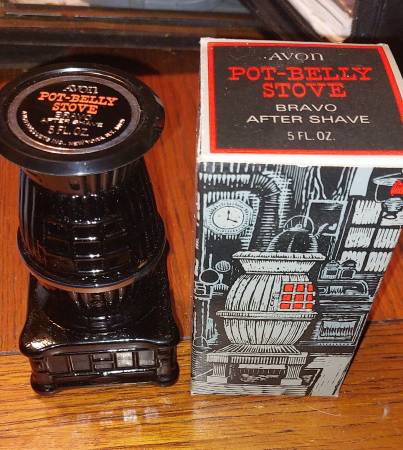 AVON
POT-BELLY
STOVE
BRAVO
AFTER SHAVE
5 FL. OZ.
AVON
POT-BELLY
STOVE
BRAVO
AFTER SHAVE
5 FL. OZ.